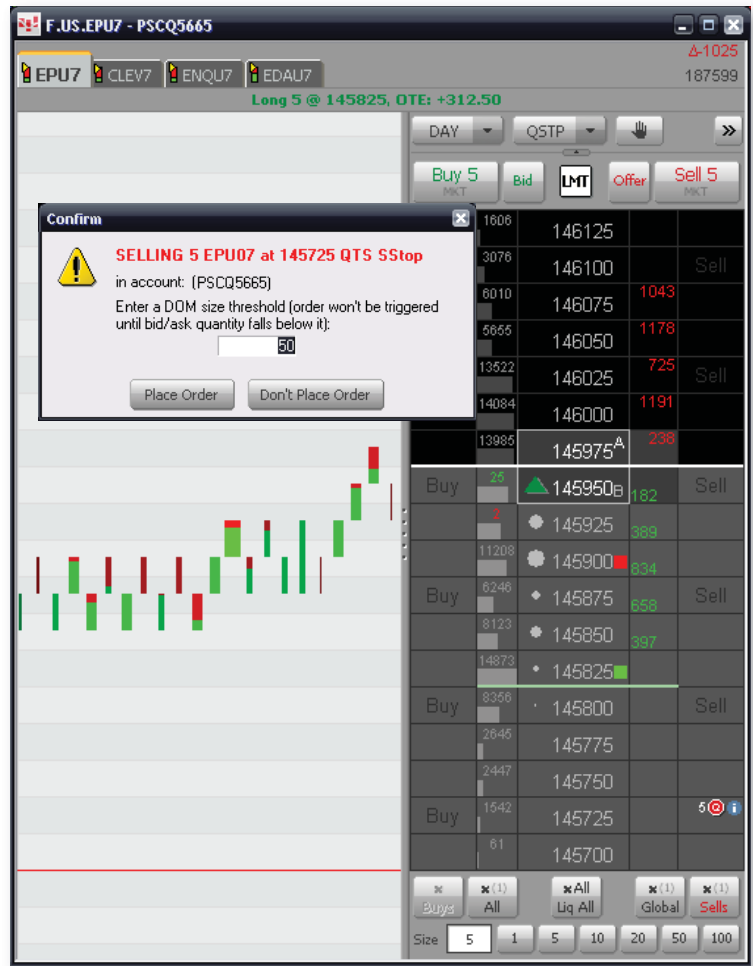 F.US.EPU7 - PSCQ5665
Δ-1025
EPU7 CLEV7 ENQU7 EDAU7 187599
Long 5 @ 145825, OTE: +312.50
DAY QSTP »
Buy 5 MKT Bid LMT Offer Sell 5 MKT
Confirm
SELLING 5 EPU07 at 145725 QTS SStop
in account: (PSCQ5665)
Enter a DOM size threshold (order won't be triggered
until bid/ask quantity falls below it):
50
Place Order Don't Place Order
1606 146125
3076 146100 Sell
6010 146075 1043
5655 146050 1178
13522 146025 725 Sell
14084 146000 1191
13985 145975A 238
Buy 25 145950B 182 Sell
2 145925 389
11208 145900 834
Buy 6246 145875 658 Sell
8123 145850 397
14873 145825
Buy 8356 145800 Sell
2645 145775
2447 145750
Buy 1542 145725 5 Q i
61 145700
x Buys x (1) All x All Liq All x (1) Global x (1) Sells
Size 5 1 5 10 20 50 100